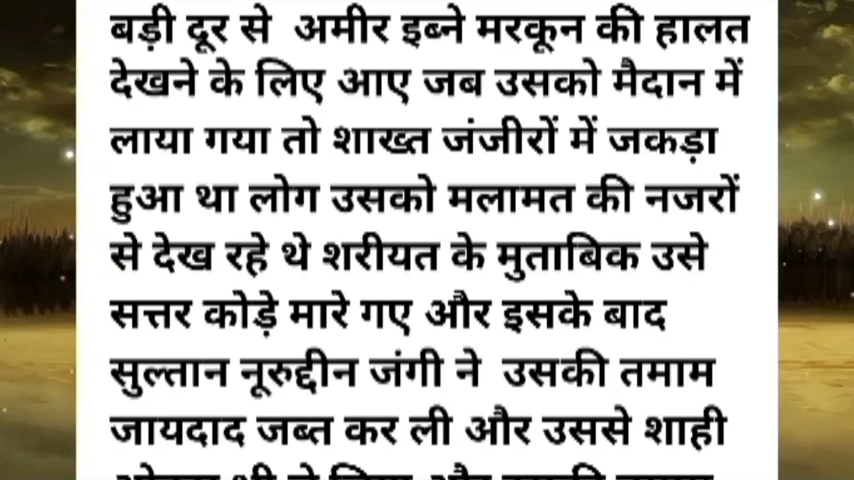 बड़ी दूर से अमीर इब्ने मरकून की हालत
देखने के लिए आए जब उसको मैदान में
लाया गया तो शाख्त जंजीरों में जकड़ा
हुआ था लोग उसको मलामत की नजरों
से देख रहे थे शरीयत के मुताबिक उसे
सत्तर कोड़े मारे गए और इसके बाद
सुल्तान नूरुद्दीन जंगी ने उसकी तमाम
जायदाद जब्त कर ली और उससे शाही